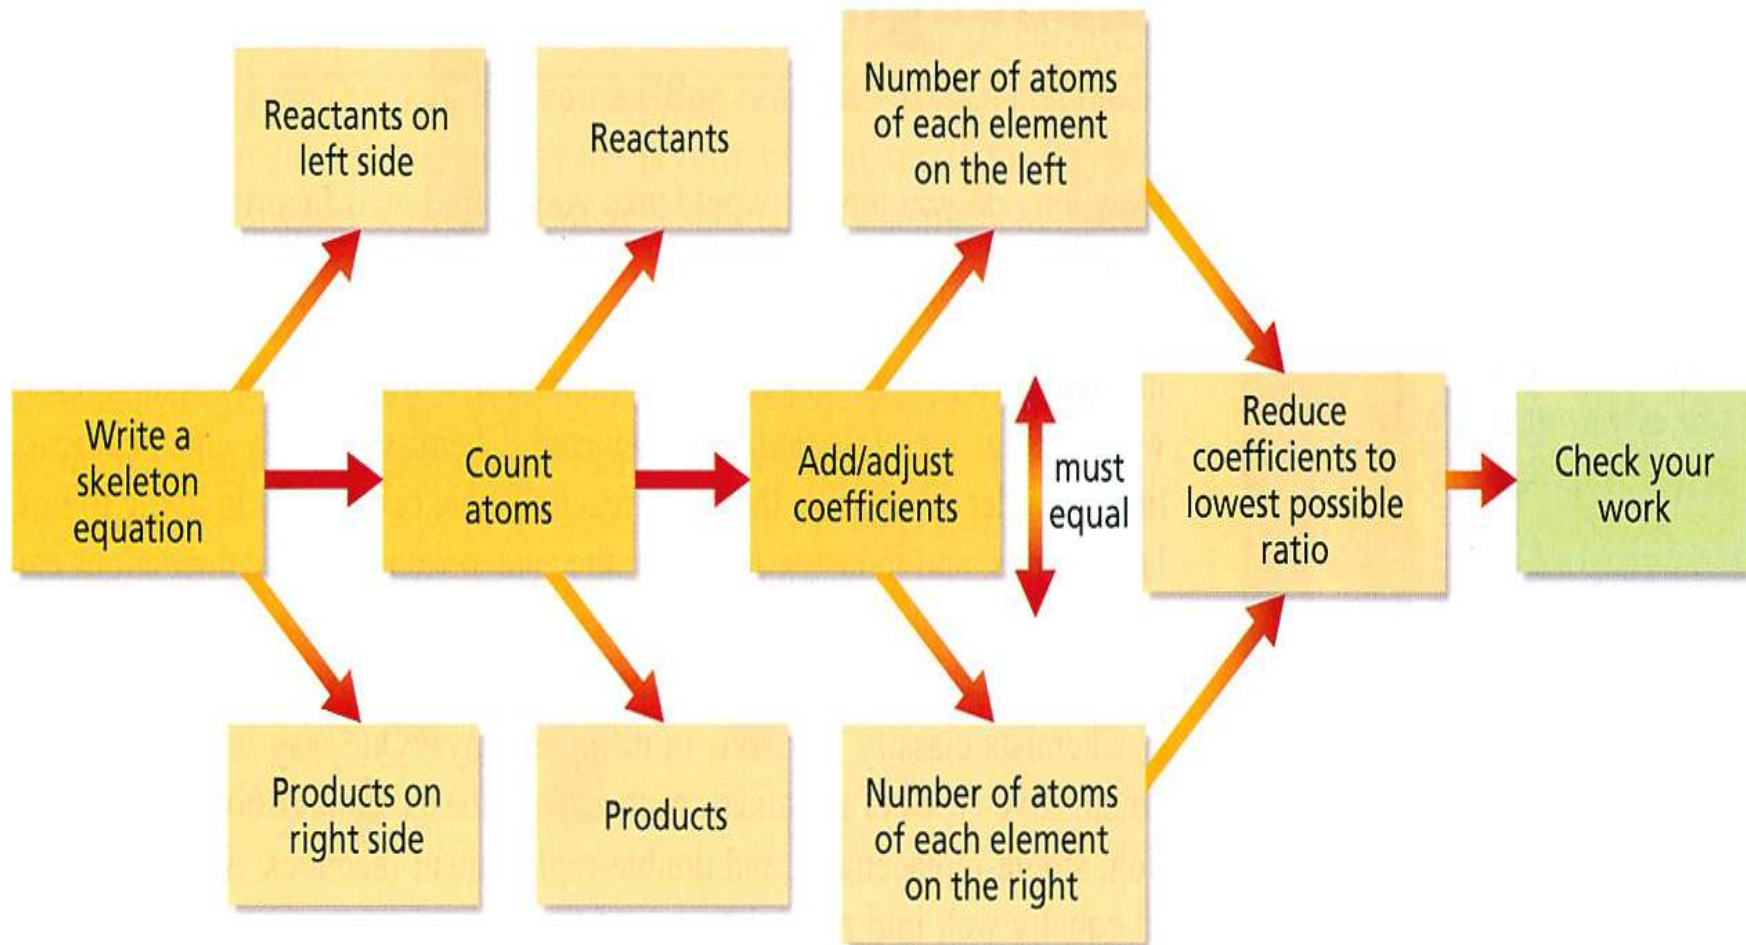 Reactants on
left side
Reactants
Number of atoms
of each element
on the left
Write a
skeleton
equation
Count
atoms
Add/adjust
coefficients
must
equal
Reduce
coefficients to
lowest possible
ratio
Check your
work
Products on
right side
Products
Number of atoms
of each element
on the right